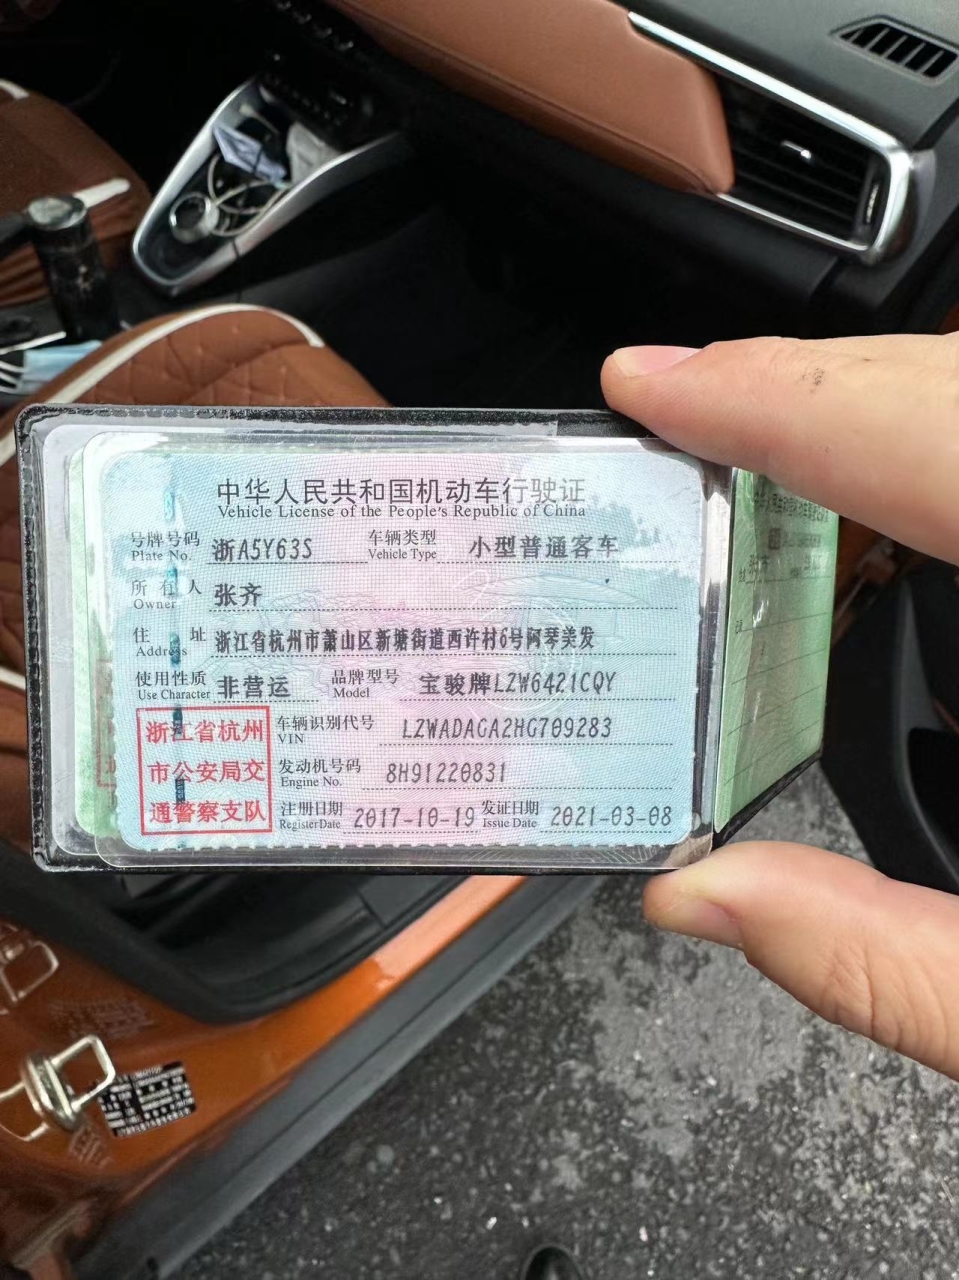 中华人民共和国机动车行驶证
Vehicle License of the People's Republic of China
号牌号码 浙A5Y63S 车辆类型 小型普通客车
Plate No. Vehicle Type
所有人 张齐
Owner
住址 浙江省杭州市萧山区新塘街道西许村6号阿琴美发
Address
使用性质 非营运 品牌型号 宝骏牌LZW6421CQY
Use Character Model
浙江省杭州
市公安局交
通警察支队
车辆识别代号 LZWADAGA2HG709283
VIN
发动机号码 8H91220831
Engine No.
注册日期 2017-10-19 发证日期 2021-03-08
Register Date Issue Date